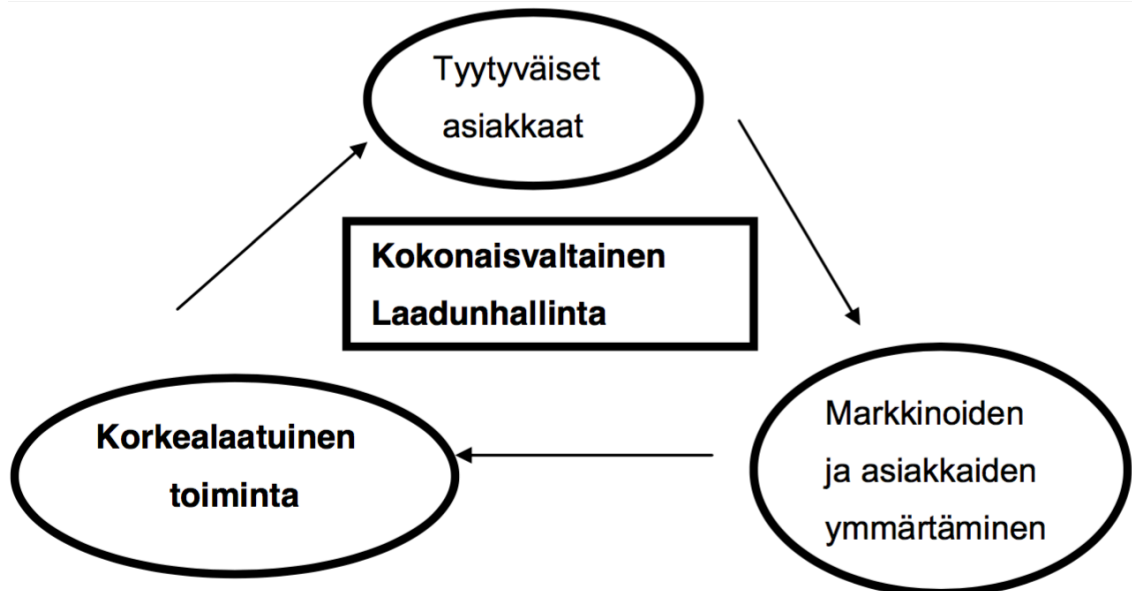 Tyytyväiset
asiakkaat
Kokonaisvaltainen
Laadunhallinta
Korkealaatuinen
toiminta
Markkinoiden
ja asiakkaiden
ymmärtäminen